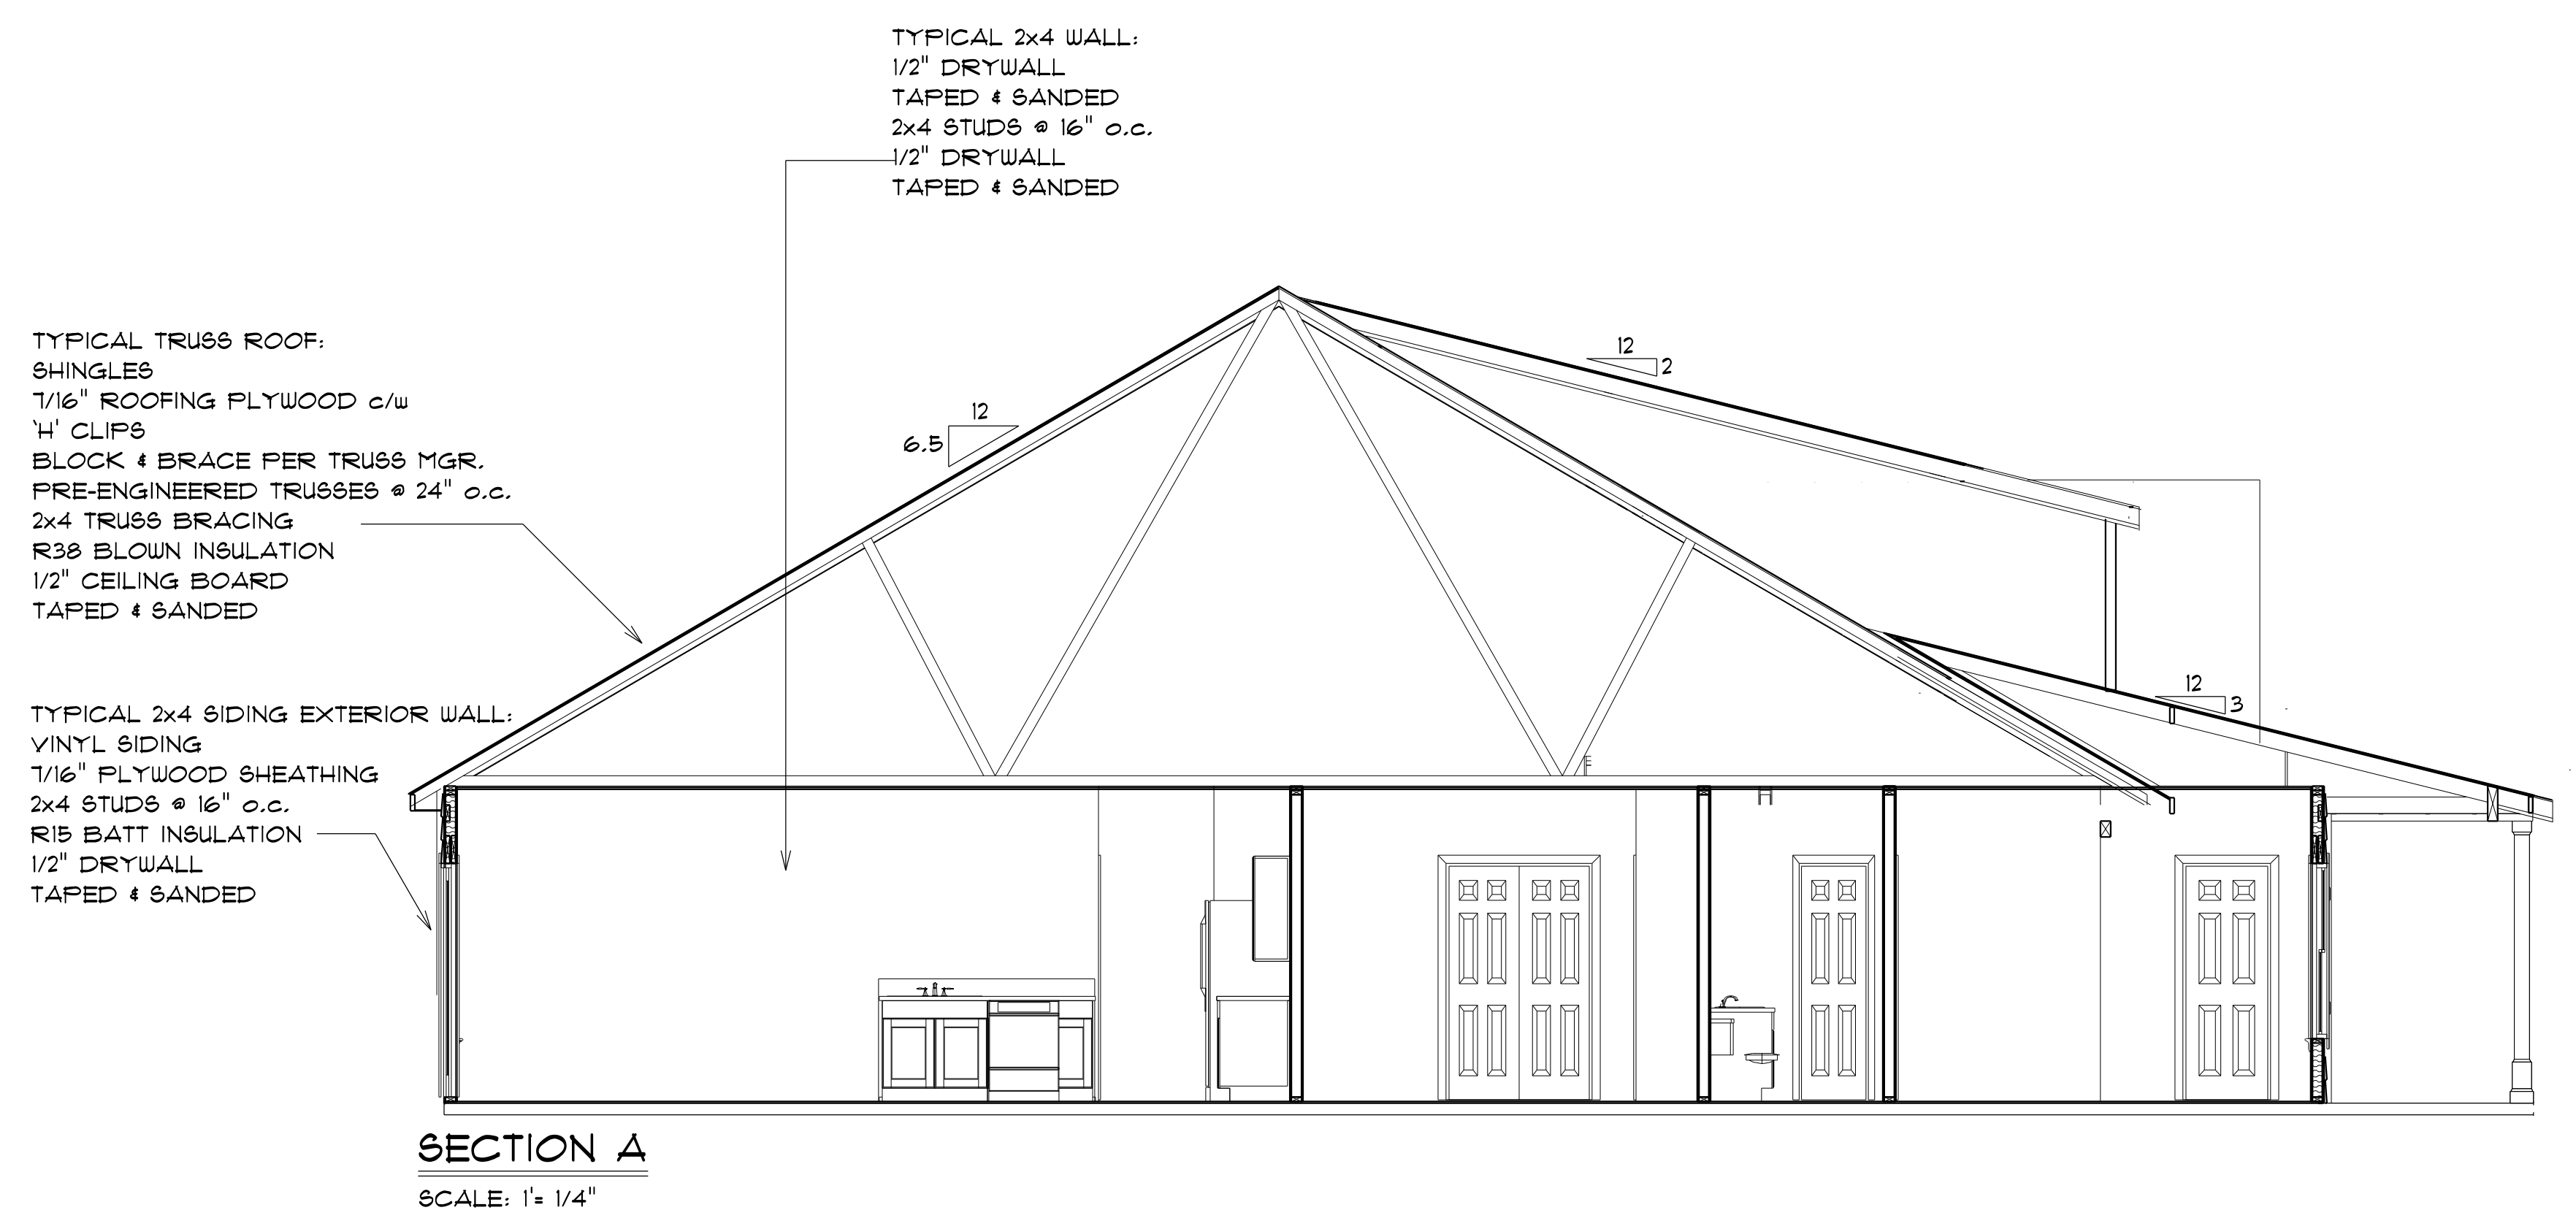 TYPICAL 2x4 WALL:
1/2" DRYWALL
TAPED & SANDED
2x4 STUDS @ 16" o.c.
1/2" DRYWALL
TAPED & SANDED
TYPICAL TRUSS ROOF:
SHINGLES
7/16" ROOFING PLYWOOD c/w
'H' CLIPS
BLOCK & BRACE PER TRUSS MGR.
PRE-ENGINEERED TRUSSES @ 24" o.c.
2x4 TRUSS BRACING
R38 BLOWN INSULATION
1/2" CEILING BOARD
TAPED & SANDED
12
2
12
6.5
12
3
TYPICAL 2x4 SIDING EXTERIOR WALL:
VINYL SIDING
7/16" PLYWOOD SHEATHING
2x4 STUDS @ 16" o.c.
R15 BATT INSULATION
1/2" DRYWALL
TAPED & SANDED
SECTION A
SCALE: 1'= 1/4"